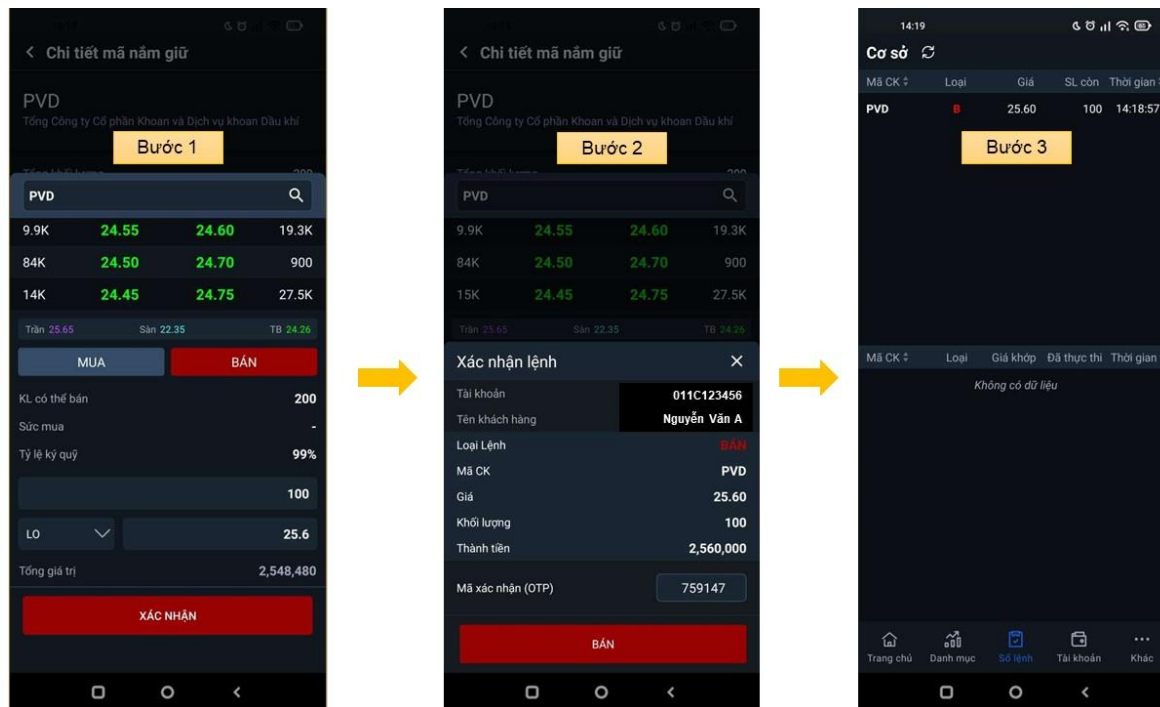 Chi tiết mã nắm giữ
PVD
Tổng Công ty Cổ phần Khoan và Dịch vụ khoan Dầu khí
Bước 1
Tổng khối lượng 200
PVD
9.9K 24.55 24.60 19.3K
84K 24.50 24.70 900
14K 24.45 24.75 27.5K
Trần 25.65 Sàn 22.35 TB 24.26
MUA BÁN
KL có thể bán 200
Sức mua -
Tỷ lệ ký quỹ 99%
100
LO 25.6
Tổng giá trị 2,548,480
XÁC NHẬN
Chi tiết mã nắm giữ
PVD
Tổng Công ty Cổ phần Khoan và Dịch vụ khoan Dầu khí
Bước 2
Tổng khối lượng 200
PVD
9.9K 24.55 24.60 19.3K
84K 24.50 24.70 900
15K 24.45 24.75 27.5K
Trần 25.65 Sàn 22.35 TB 24.26
Xác nhận lệnh
Tài khoản 011C123456
Tên khách hàng Nguyễn Văn A
Loại Lệnh BÁN
Mã CK PVD
Giá 25.60
Khối lượng 100
Thành tiền 2,560,000
Mã xác nhận (OTP) 759147
BÁN
14:19
Cơ sở
Mã CK Loại Giá SL còn Thời gian
PVD B 25.60 100 14:18:57
Bước 3
Mã CK Loại Giá khớp Đã thực thi Thời gian
Không có dữ liệu
Trang chủ Danh mục Sổ lệnh Tài khoản Khác